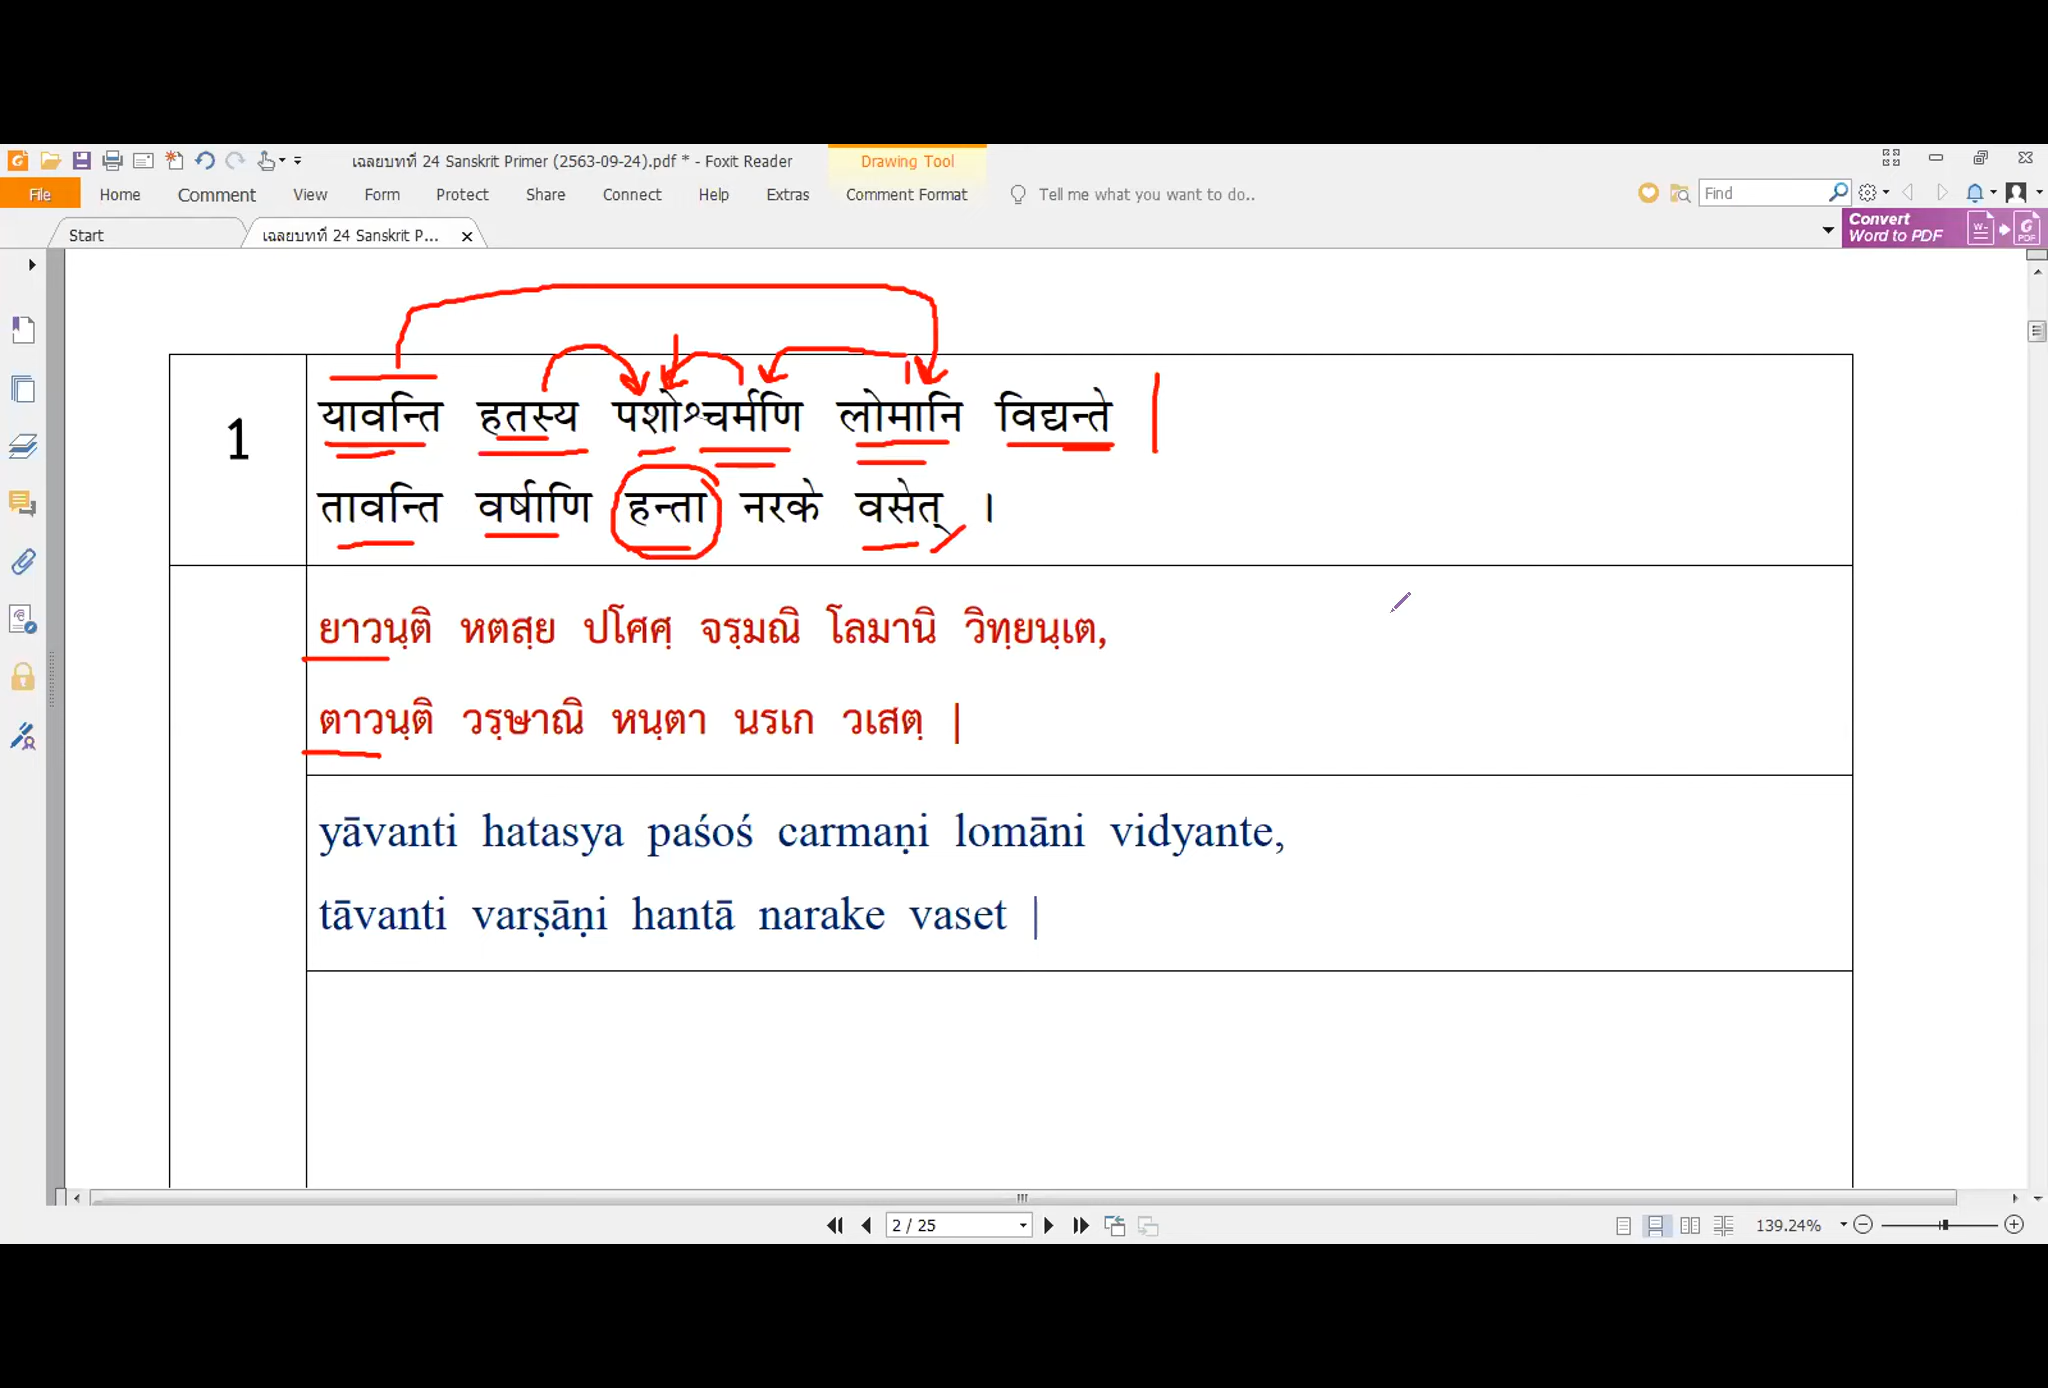 เฉลยบทที่ 24 Sanskrit Primer (2563-09-24).pdf * - Foxit Reader
Drawing Tool
File Home Comment View Form Protect Share Connect Help Extras Comment Format Tell me what you want to do.. Find
Start เฉลยบทที่ 24 Sanskrit P... Convert
Word to PDF
1
यावन्ति हतस्य पशोश्चर्मणि लोमानि विद्यन्ते
तावन्ति वर्षाणि हन्ता नरके वसेत् ।
ยาวนฺติ หตสฺย ปโศศฺ จรฺมณิ โลมานิ วิทฺยนฺเต,
ตาวนฺติ วรฺษาณิ หนฺตา นรเก วเสตฺ |
yāvanti hatasya paśoś carmaṇi lomāni vidyante,
tāvanti varṣāṇi hantā narake vaset |
2 / 25 139.24%